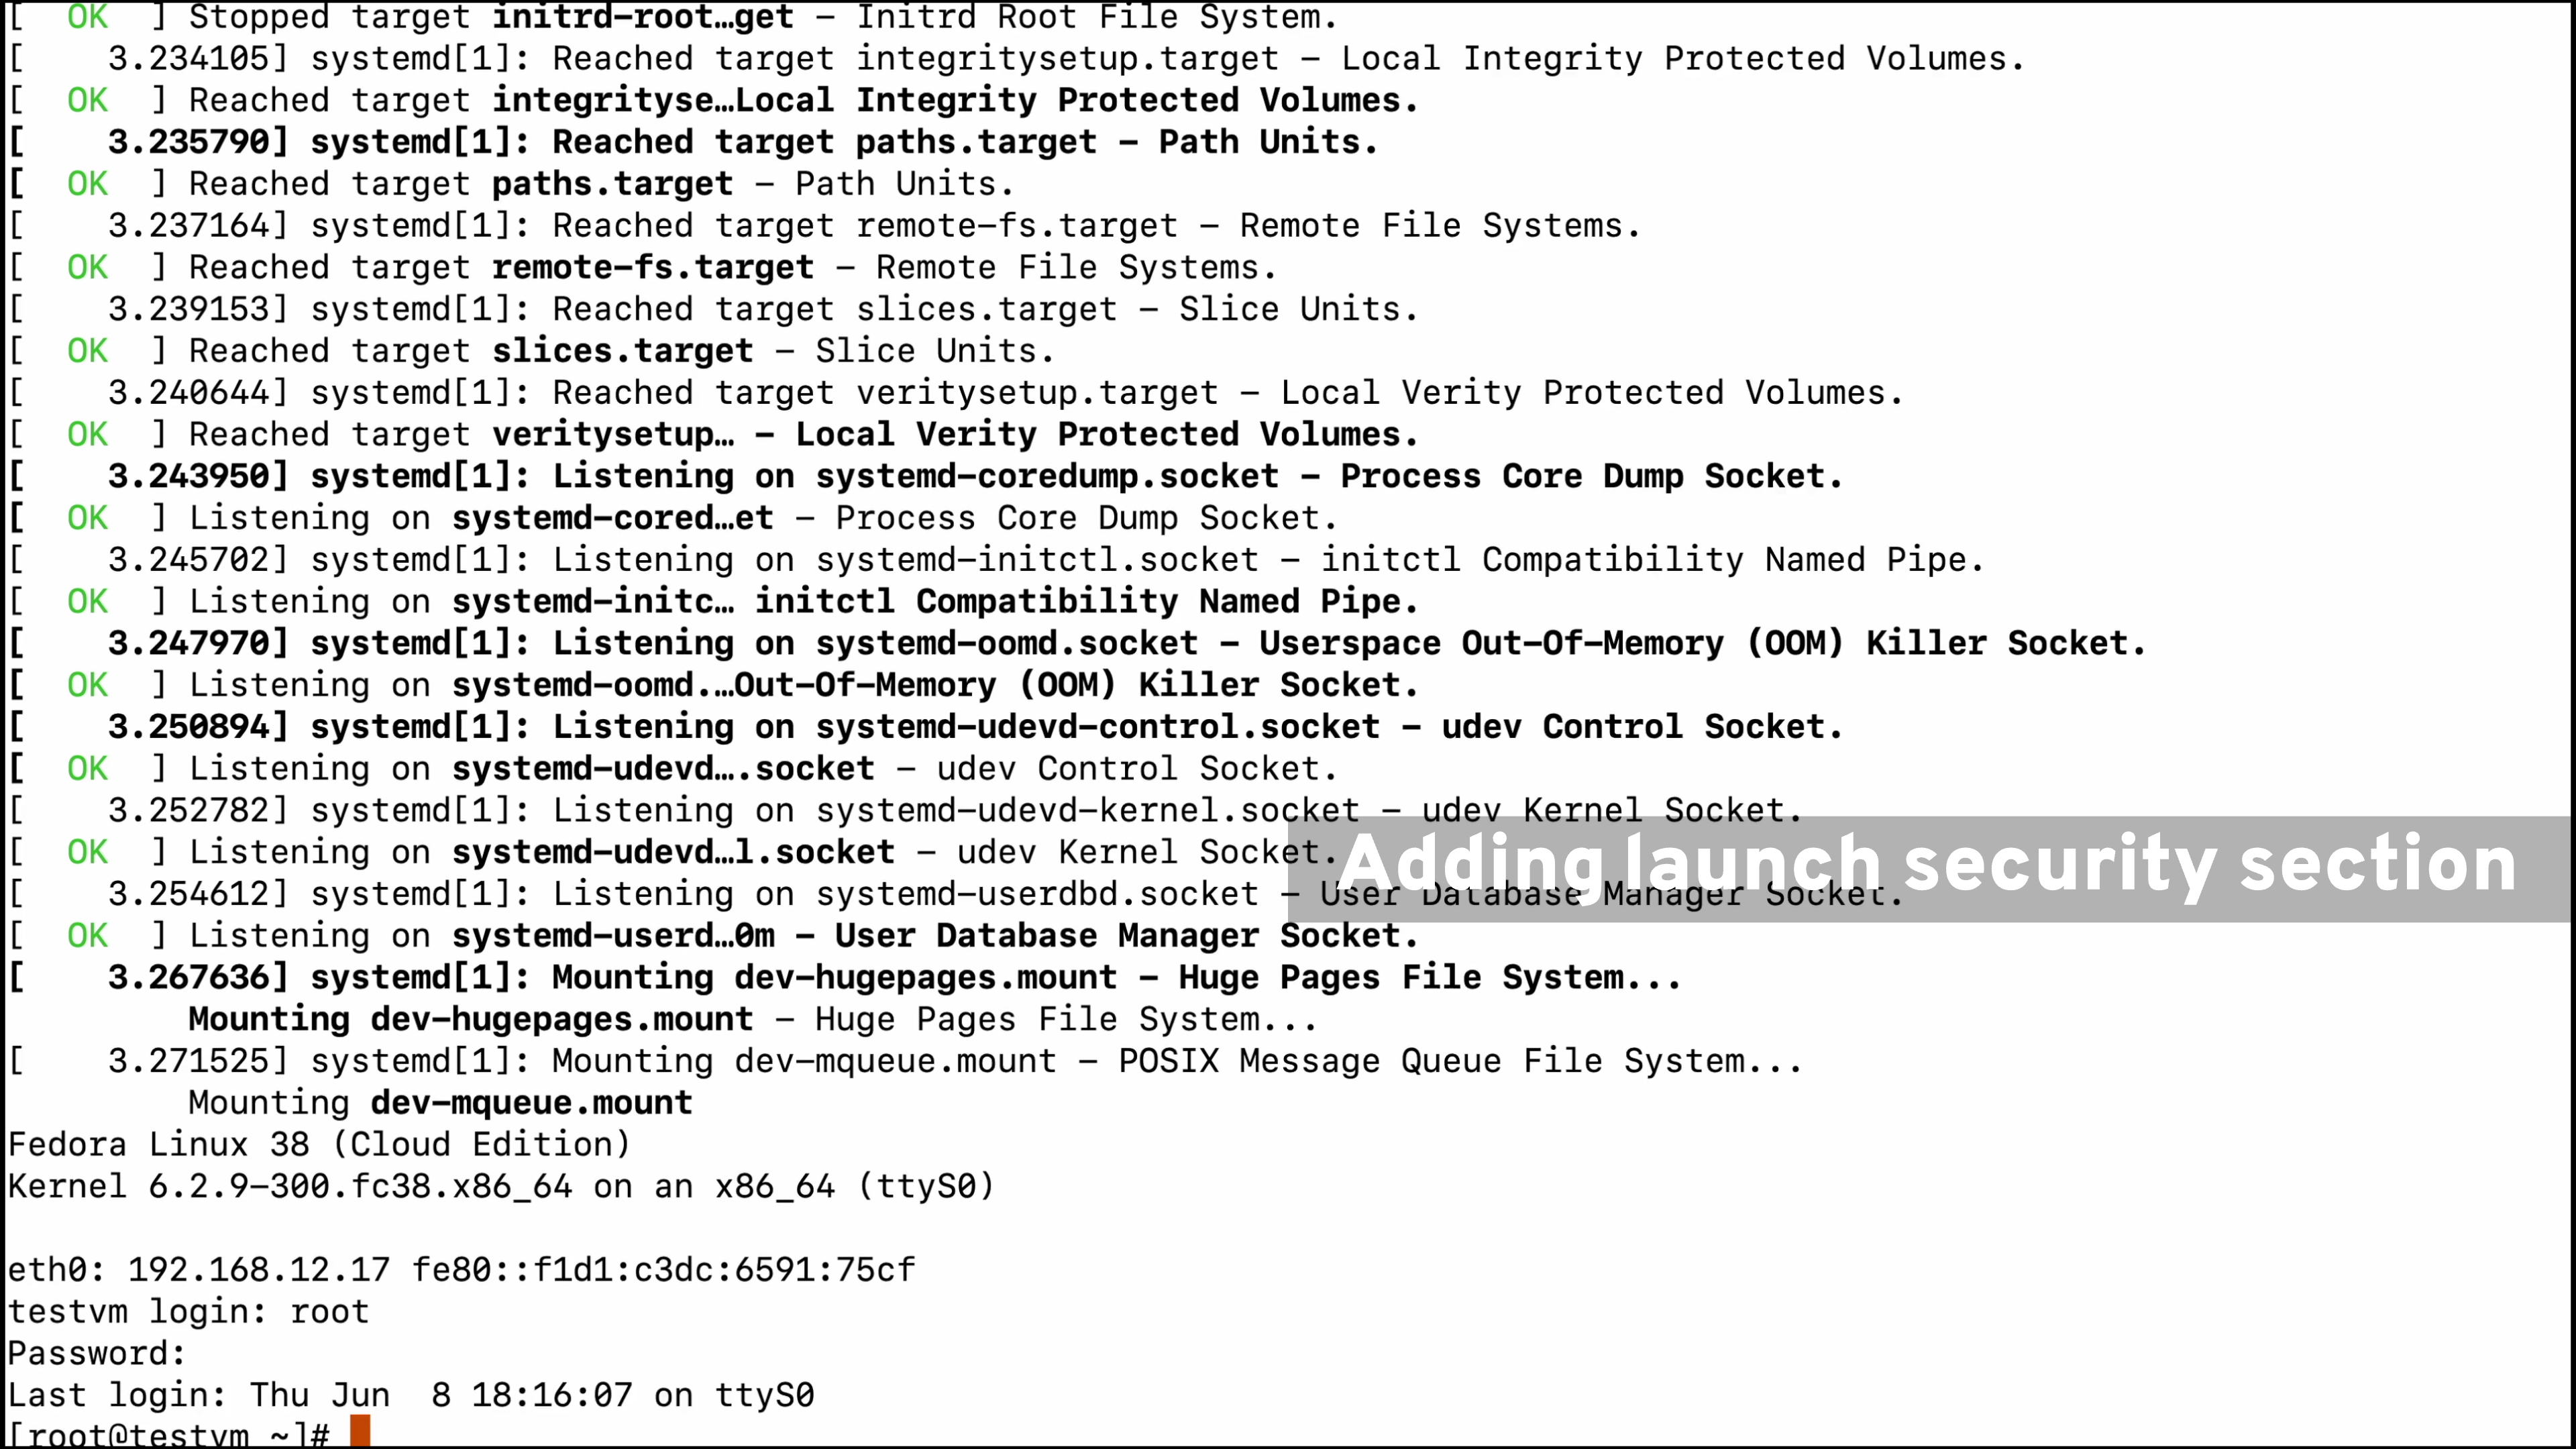 [  OK  ] Stopped target initrd-root…get – Initrd Root File System.
[    3.234105] systemd[1]: Reached target integritysetup.target – Local Integrity Protected Volumes.
[  OK  ] Reached target integrityse…Local Integrity Protected Volumes.
[    3.235790] systemd[1]: Reached target paths.target – Path Units.
[  OK  ] Reached target paths.target – Path Units.
[    3.237164] systemd[1]: Reached target remote-fs.target – Remote File Systems.
[  OK  ] Reached target remote-fs.target – Remote File Systems.
[    3.239153] systemd[1]: Reached target slices.target – Slice Units.
[  OK  ] Reached target slices.target – Slice Units.
[    3.240644] systemd[1]: Reached target veritysetup.target – Local Verity Protected Volumes.
[  OK  ] Reached target veritysetup… – Local Verity Protected Volumes.
[    3.243950] systemd[1]: Listening on systemd-coredump.socket – Process Core Dump Socket.
[  OK  ] Listening on systemd-cored…et – Process Core Dump Socket.
[    3.245702] systemd[1]: Listening on systemd-initctl.socket – initctl Compatibility Named Pipe.
[  OK  ] Listening on systemd-initc… initctl Compatibility Named Pipe.
[    3.247970] systemd[1]: Listening on systemd-oomd.socket – Userspace Out-Of-Memory (OOM) Killer Socket.
[  OK  ] Listening on systemd-oomd.…Out-Of-Memory (OOM) Killer Socket.
[    3.250894] systemd[1]: Listening on systemd-udevd-control.socket – udev Control Socket.
[  OK  ] Listening on systemd-udevd….socket – udev Control Socket.
[    3.252782] systemd[1]: Listening on systemd-udevd-kernel.socket – udev Kernel Socket.
[  OK  ] Listening on systemd-udevd…l.socket – udev Kernel Socket.
Adding launch security section
[    3.254612] systemd[1]: Listening on systemd-userdbd.socket – User Database Manager Socket.
[  OK  ] Listening on systemd-userd…0m – User Database Manager Socket.
[    3.267636] systemd[1]: Mounting dev-hugepages.mount – Huge Pages File System...
Mounting dev-hugepages.mount – Huge Pages File System...
[    3.271525] systemd[1]: Mounting dev-mqueue.mount – POSIX Message Queue File System...
Mounting dev-mqueue.mount
Fedora Linux 38 (Cloud Edition)
Kernel 6.2.9-300.fc38.x86_64 on an x86_64 (ttyS0)
eth0: 192.168.12.17 fe80::f1d1:c3dc:6591:75cf
testvm login: root
Password:
Last login: Thu Jun  8 18:16:07 on ttyS0
[root@testvm ~]#